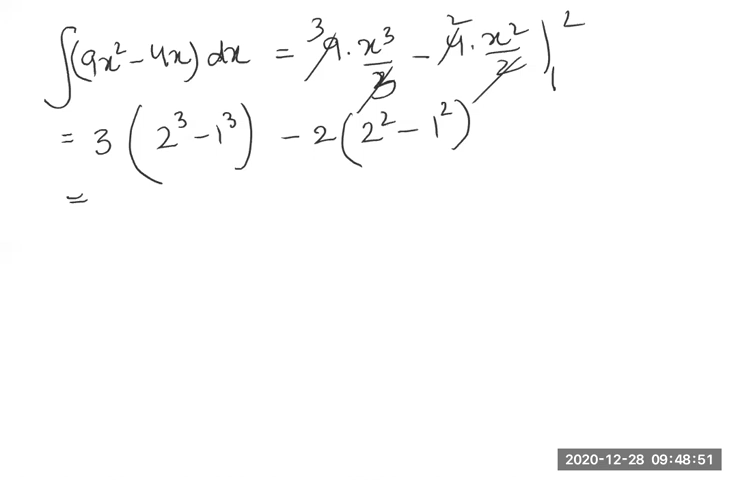 ∫(9x² - 4x) dx = ³9 · x³/3 - ²4 · x²/2 )₁²
= 3 (2³ - 1³) - 2 (2² - 1²)
=
2020-12-28 09:48:51